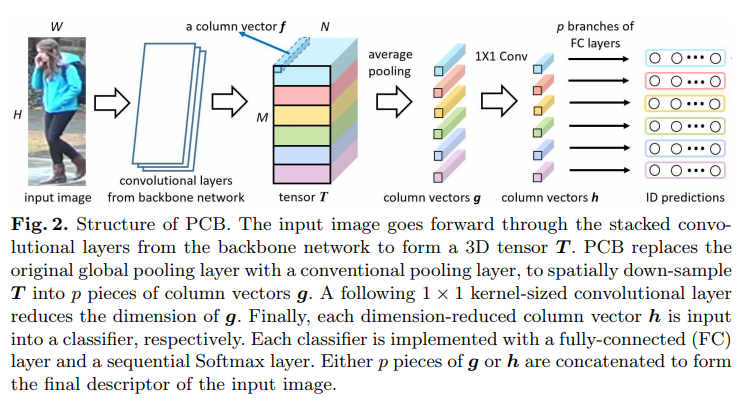 W
a column vector f
N
p branches of
FC layers
average
pooling
1X1 Conv
H
M
convolutional layers
from backbone network
input image
tensor T
column vectors g
column vectors h
ID predictions
Fig. 2. Structure of PCB. The input image goes forward through the stacked convo-
lutional layers from the backbone network to form a 3D tensor T. PCB replaces the
original global pooling layer with a conventional pooling layer, to spatially down-sample
T into p pieces of column vectors g. A following 1 × 1 kernel-sized convolutional layer
reduces the dimension of g. Finally, each dimension-reduced column vector h is input
into a classifier, respectively. Each classifier is implemented with a fully-connected (FC)
layer and a sequential Softmax layer. Either p pieces of g or h are concatenated to form
the final descriptor of the input image.